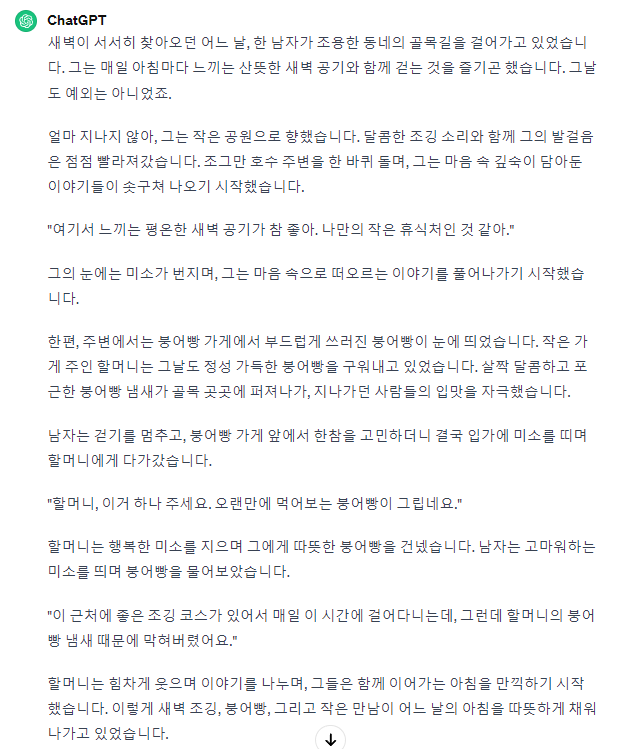 ChatGPT
새벽이 서서히 찾아오던 어느 날, 한 남자가 조용한 동네의 골목길을 걸어가고 있었습니
다. 그는 매일 아침마다 느끼는 산뜻한 새벽 공기와 함께 걷는 것을 즐기곤 했습니다. 그날
도 예외는 아니었죠.
얼마 지나지 않아, 그는 작은 공원으로 향했습니다. 달콤한 조깅 소리와 함께 그의 발걸음
은 점점 빨라져갔습니다. 조그만 호수 주변을 한 바퀴 돌며, 그는 마음 속 깊숙이 담아둔
이야기들이 솟구쳐 나오기 시작했습니다.
"여기서 느끼는 평온한 새벽 공기가 참 좋아. 나만의 작은 휴식처인 것 같아."
그의 눈에는 미소가 번지며, 그는 마음 속으로 떠오르는 이야기를 풀어나가기 시작했습
니다.
한편, 주변에서는 붕어빵 가게에서 부드럽게 쓰러진 붕어빵이 눈에 띄었습니다. 작은 가
게 주인 할머니는 그날도 정성 가득한 붕어빵을 구워내고 있었습니다. 살짝 달콤하고 포
근한 붕어빵 냄새가 골목 곳곳에 퍼져나가, 지나가던 사람들의 입맛을 자극했습니다.
남자는 걷기를 멈추고, 붕어빵 가게 앞에서 한참을 고민하더니 결국 입가에 미소를 띠며
할머니에게 다가갔습니다.
"할머니, 이거 하나 주세요. 오랜만에 먹어보는 붕어빵이 그립네요."
할머니는 행복한 미소를 지으며 그에게 따뜻한 붕어빵을 건넸습니다. 남자는 고마워하는
미소를 띄며 붕어빵을 물어보았습니다.
"이 근처에 좋은 조깅 코스가 있어서 매일 이 시간에 걸어다니는데, 그런데 할머니의 붕어
빵 냄새 때문에 막혀버렸어요."
할머니는 힘차게 웃으며 이야기를 나누며, 그들은 함께 이어가는 아침을 만끽하기 시작
했습니다. 이렇게 새벽 조깅, 붕어빵, 그리고 작은 만남이 어느 날의 아침을 따뜻하게 채워
나가고 있었습니다.